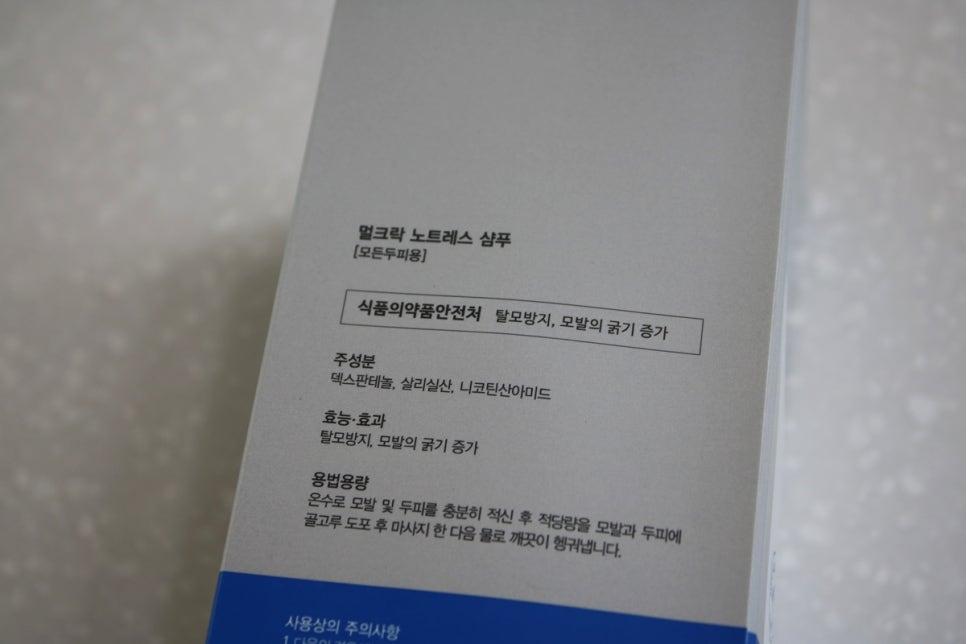 멀크락 노트레스 샴푸
[모든두피용]
식품의약품안전처 탈모방지, 모발의 굵기 증가
주성분
덱스판테놀, 살리실산, 니코틴산아미드
효능·효과
탈모방지, 모발의 굵기 증가
용법용량
온수로 모발 및 두피를 충분히 적신 후 적당량을 모발과 두피에
골고루 도포 후 마사지 한 다음 물로 깨끗이 헹궈냅니다.
사용상의 주의사항
1.다음의